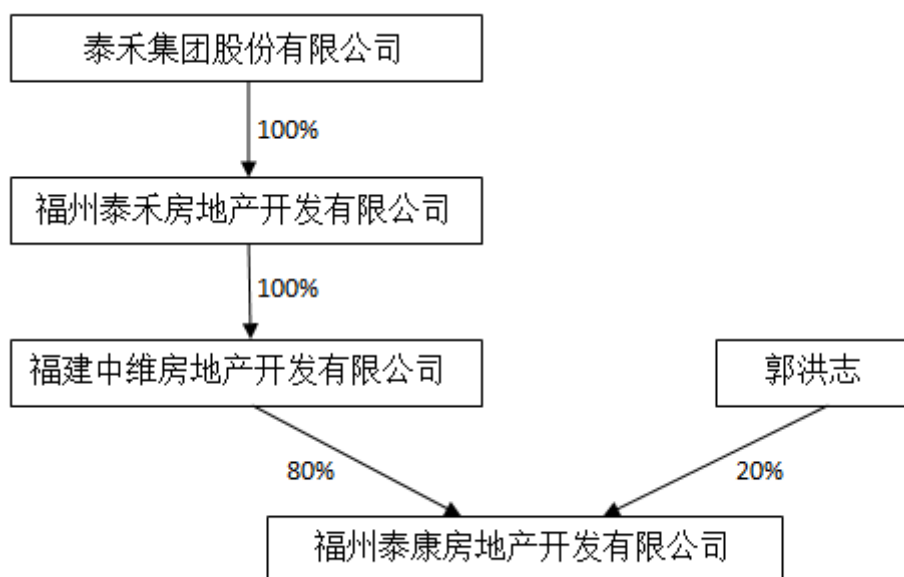 泰禾集团股份有限公司
100%
福州泰禾房地产开发有限公司
100%
福建中维房地产开发有限公司
郭洪志
80%
20%
福州泰康房地产开发有限公司